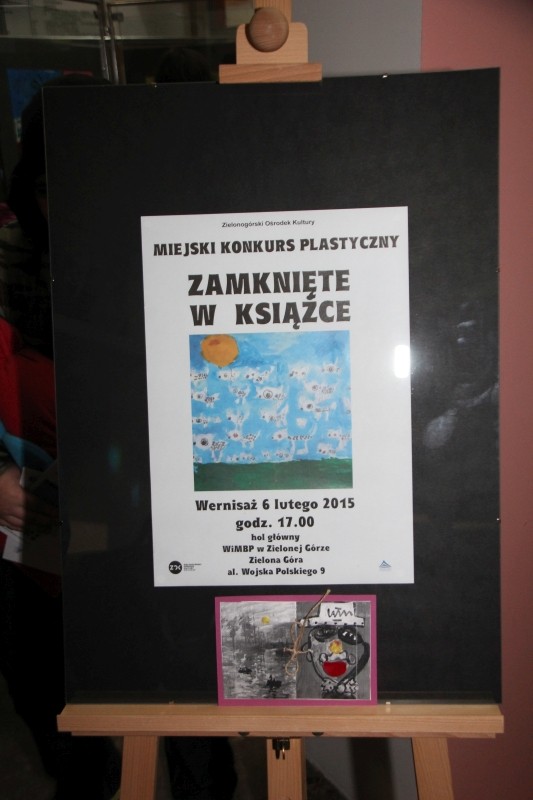 Zielonogórski Ośrodek Kultury
MIEJSKI KONKURS PLASTYCZNY
ZAMKNIĘTE
W KSIĄŻCE
Wernisaż 6 lutego 2015
godz. 17.00
hol główny
WiMBP w Zielonej Górze
Zielona Góra
al. Wojska Polskiego 9